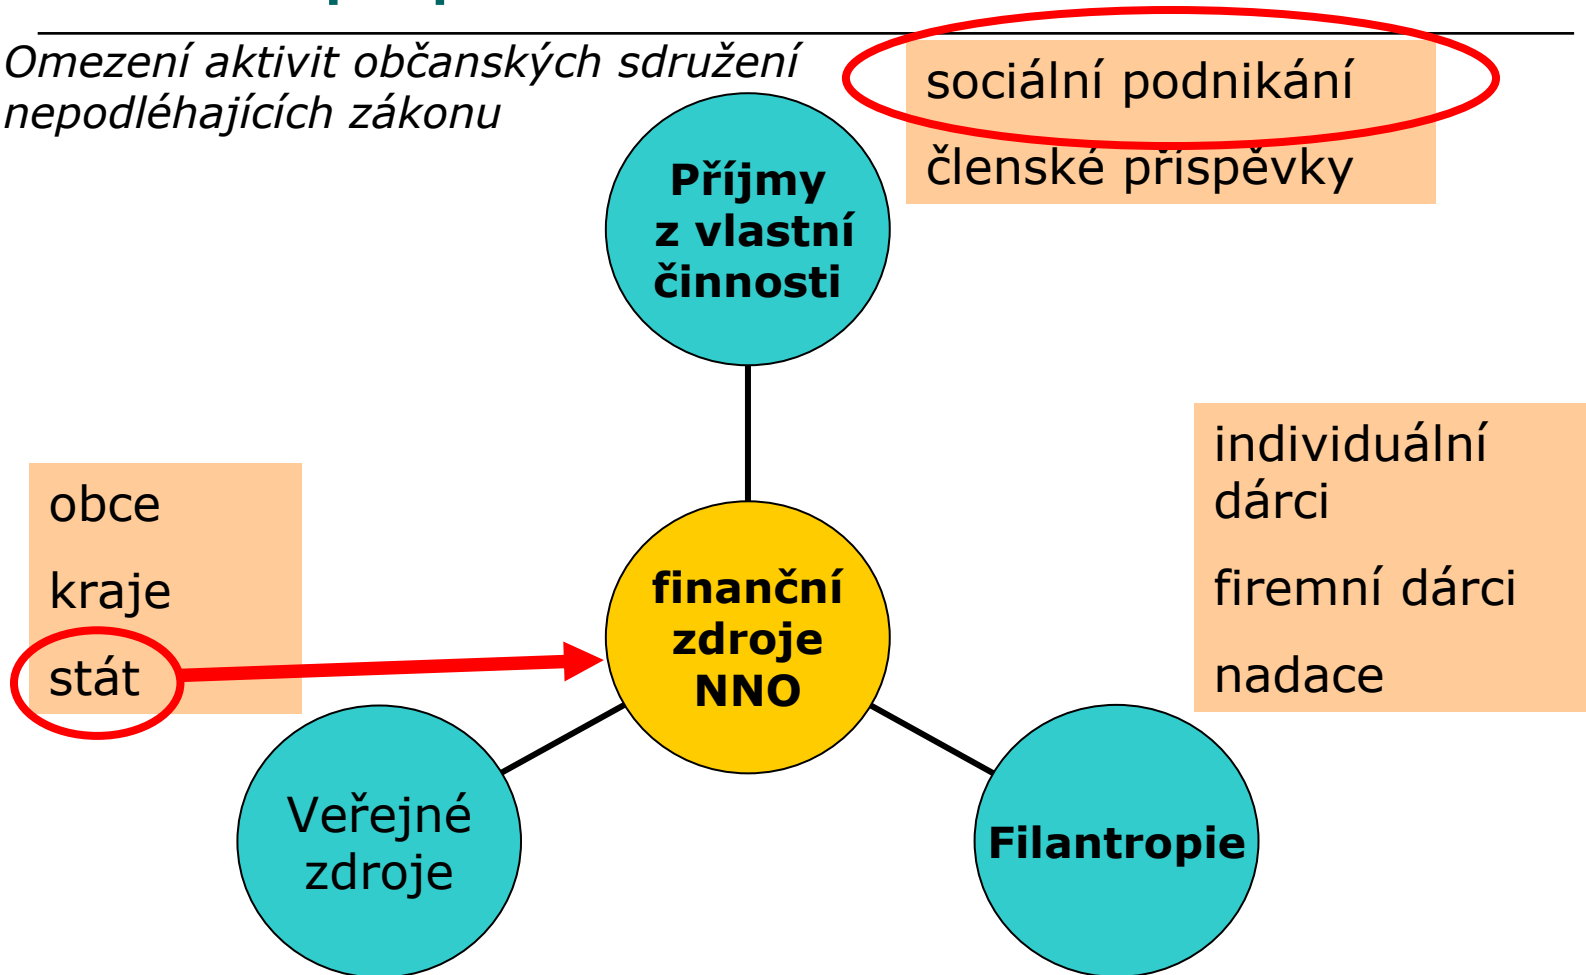 Omezení aktivit občanských sdružení
nepodléhajících zákonu
sociální podnikání
členské příspěvky
Příjmy
z vlastní
činnosti
individuální
dárci
firemní dárci
nadace
obce
kraje
stát
finanční
zdroje
NNO
Veřejné
zdroje
Filantropie